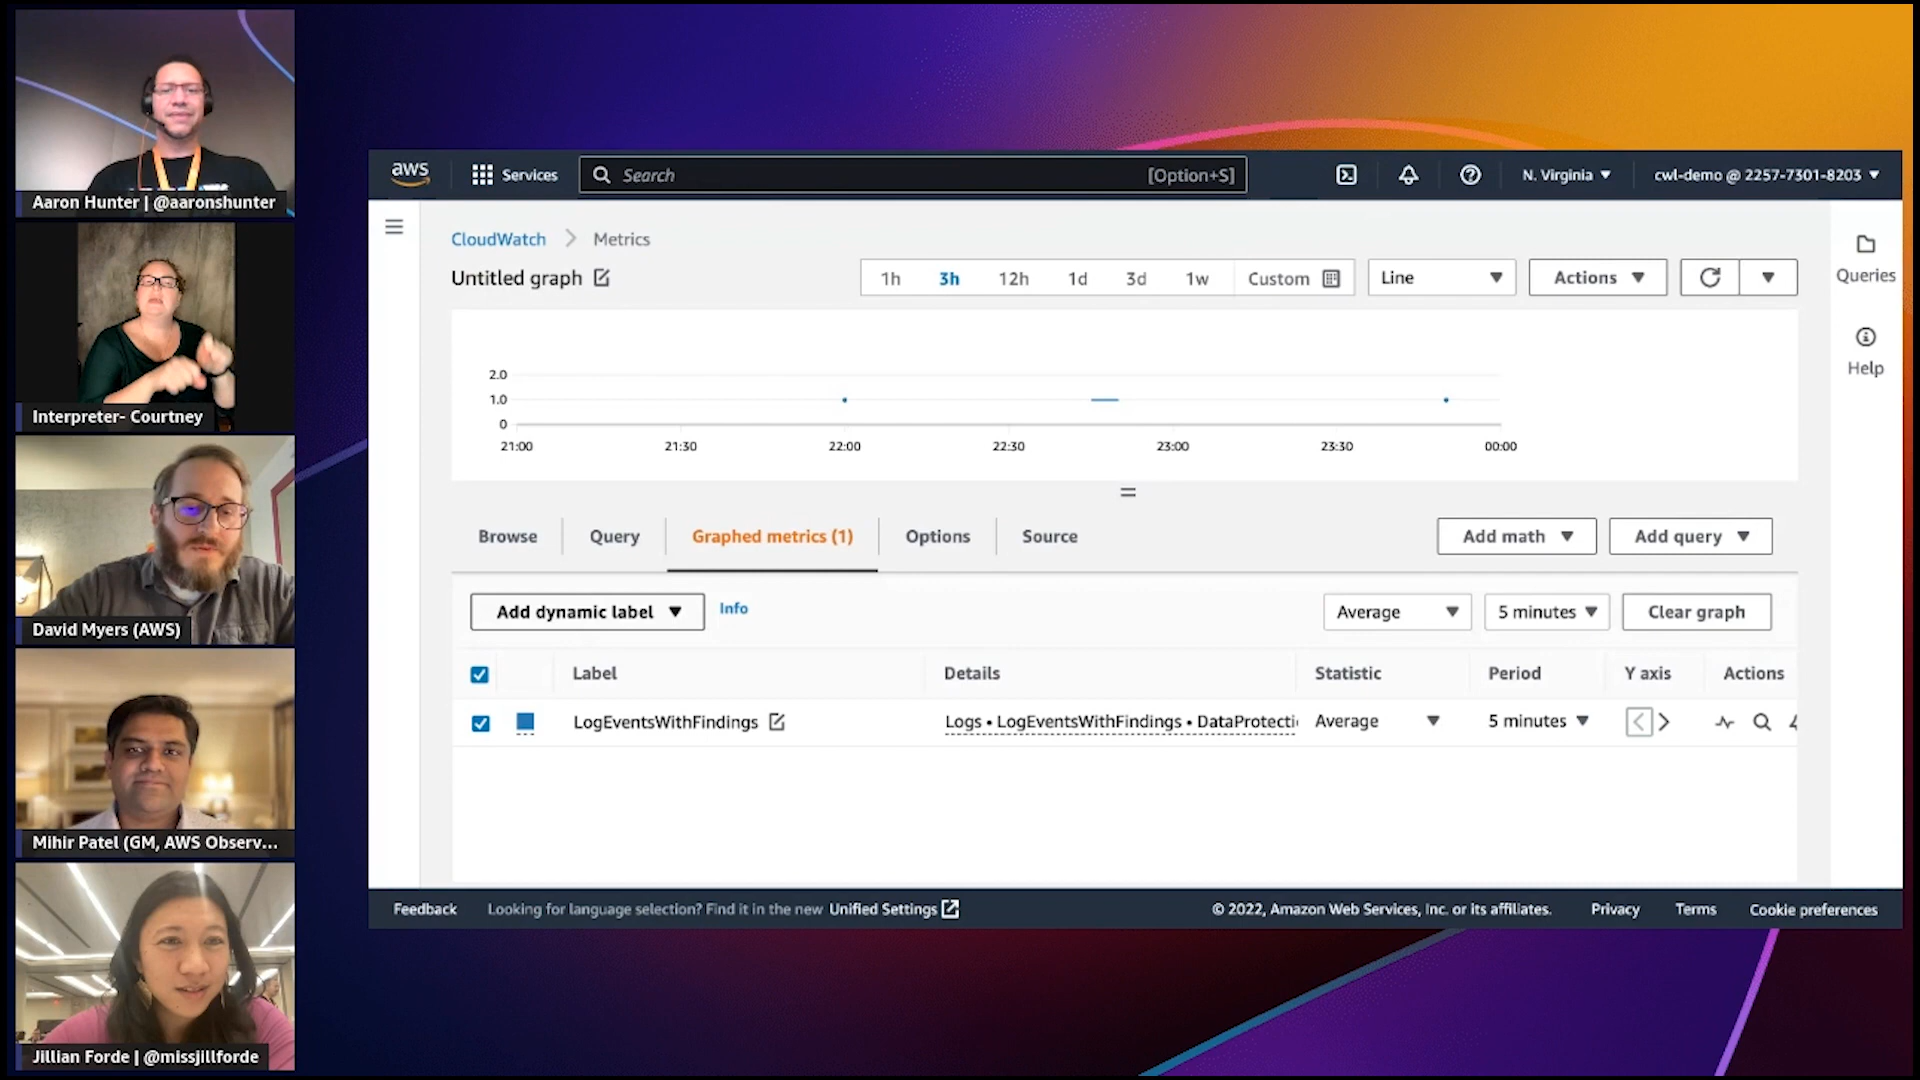 Aaron Hunter | @aaronshunter
Interpreter- Courtney
David Myers (AWS)
Mihir Patel (GM, AWS Observ...
Jillian Forde | @missjillforde
aws
Services
Search
[Option+S]
N. Virginia
cwl-demo @ 2257-7301-8203
CloudWatch
Metrics
Untitled graph
1h 3h 12h 1d 3d 1w Custom
Line
Actions
Queries
Help
2.0
1.0
0
21:00 21:30 22:00 22:30 23:00 23:30 00:00
Browse Query Graphed metrics (1) Options Source
Add math
Add query
Add dynamic label
Info
Average
5 minutes
Clear graph
Label Details Statistic Period Y axis Actions
LogEventsWithFindings Logs • LogEventsWithFindings • DataProtecti Average 5 minutes
Feedback Looking for language selection? Find it in the new Unified Settings © 2022, Amazon Web Services, Inc. or its affiliates. Privacy Terms Cookie preferences